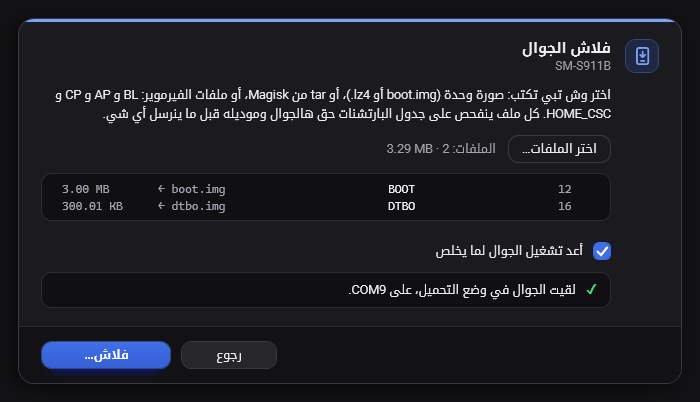 فلاش الجوال
SM-S911B
اختر وش تبي تكتب: صورة وحدة (boot.img أو lz4.)، أو tar من Magisk، أو ملفات الفيرموير: BL و AP و CP و
HOME_CSC. كل ملف ينفحص على جدول البارتشنات حق هالجوال وموديله قبل ما ينرسل أي شي.
اختر الملفات… الملفات: 2 · 3.29 MB
12 BOOT ← boot.img 3.00 MB
16 DTBO ← dtbo.img 300.01 KB
أعد تشغيل الجوال لما يخلص
✓ لقيت الجوال في وضع التحميل، على COM9.
رجوع فلاش…